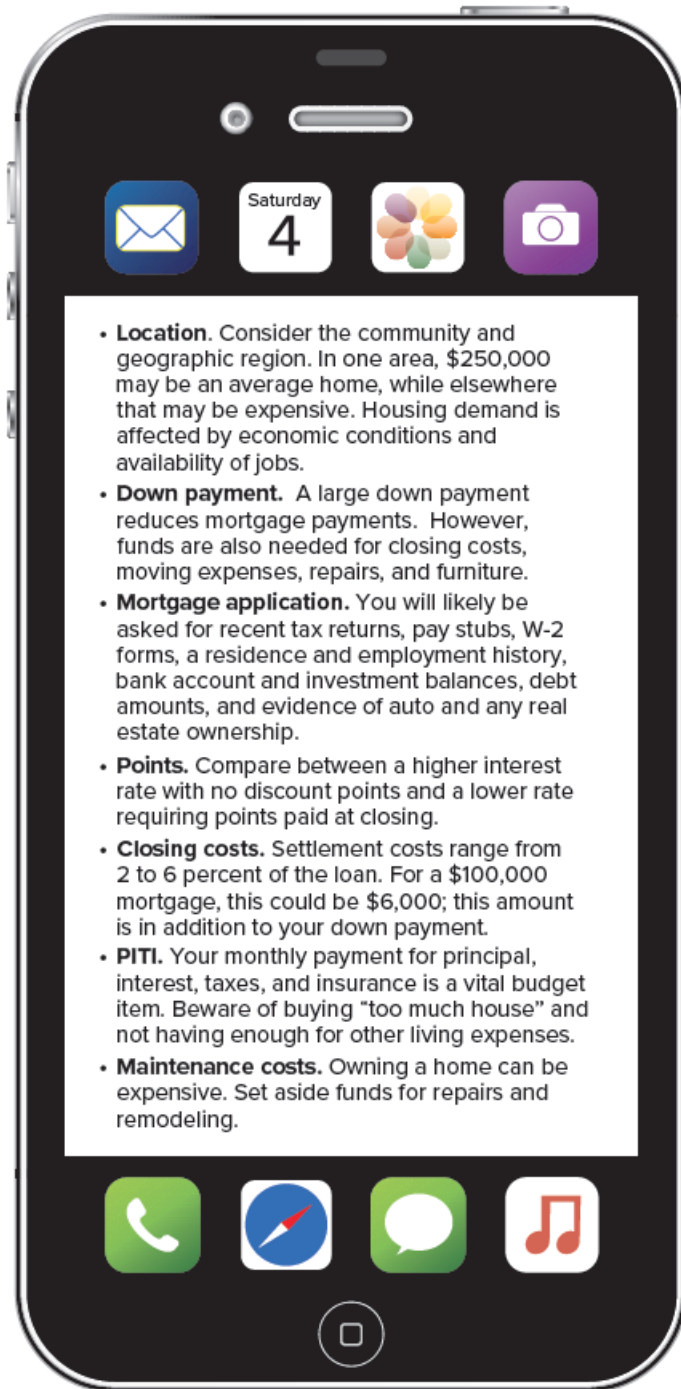 Saturday
4
• Location. Consider the community and
geographic region. In one area, $250,000
may be an average home, while elsewhere
that may be expensive. Housing demand is
affected by economic conditions and
availability of jobs.
• Down payment. A large down payment
reduces mortgage payments. However,
funds are also needed for closing costs,
moving expenses, repairs, and furniture.
• Mortgage application. You will likely be
asked for recent tax returns, pay stubs, W-2
forms, a residence and employment history,
bank account and investment balances, debt
amounts, and evidence of auto and any real
estate ownership.
• Points. Compare between a higher interest
rate with no discount points and a lower rate
requiring points paid at closing.
• Closing costs. Settlement costs range from
2 to 6 percent of the loan. For a $100,000
mortgage, this could be $6,000; this amount
is in addition to your down payment.
• PITI. Your monthly payment for principal,
interest, taxes, and insurance is a vital budget
item. Beware of buying “too much house” and
not having enough for other living expenses.
• Maintenance costs. Owning a home can be
expensive. Set aside funds for repairs and
remodeling.